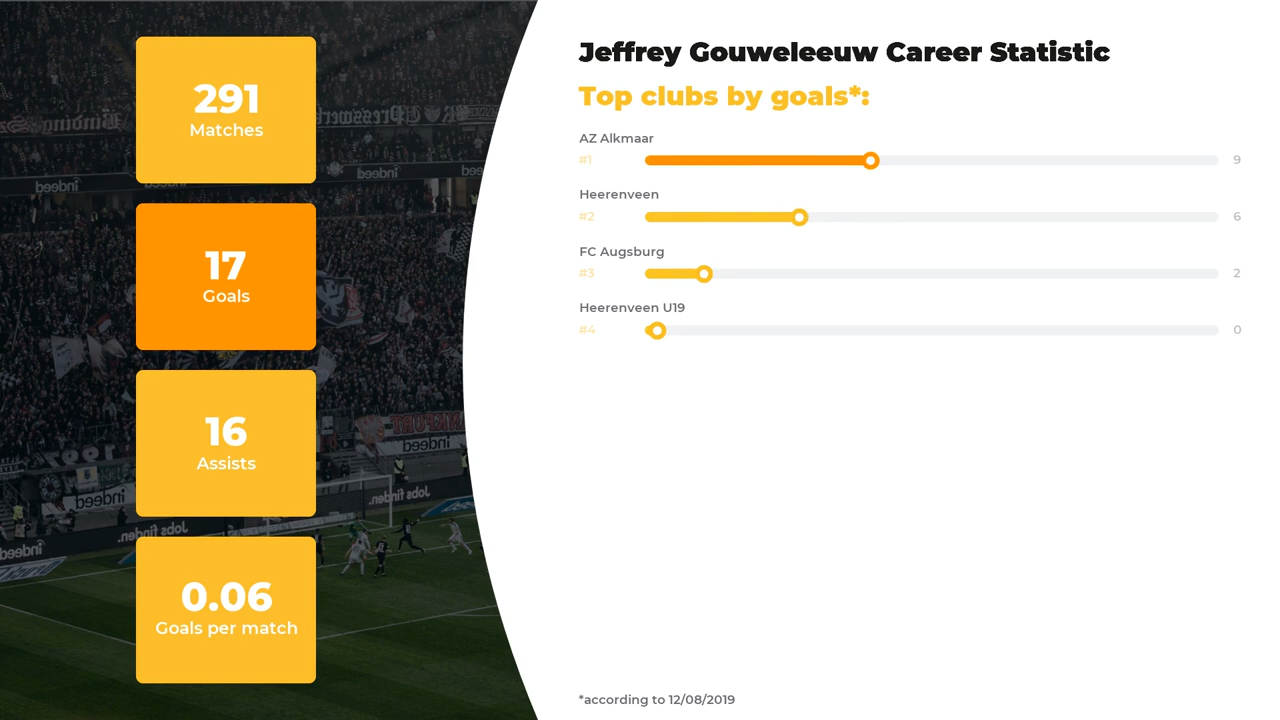 291
Matches
17
Goals
16
Assists
0.06
Goals per match
Jeffrey Gouweleeuw Career Statistic
Top clubs by goals*:
AZ Alkmaar
#1 9
Heerenveen
#2 6
FC Augsburg
#3 2
Heerenveen U19
#4 0
*according to 12/08/2019